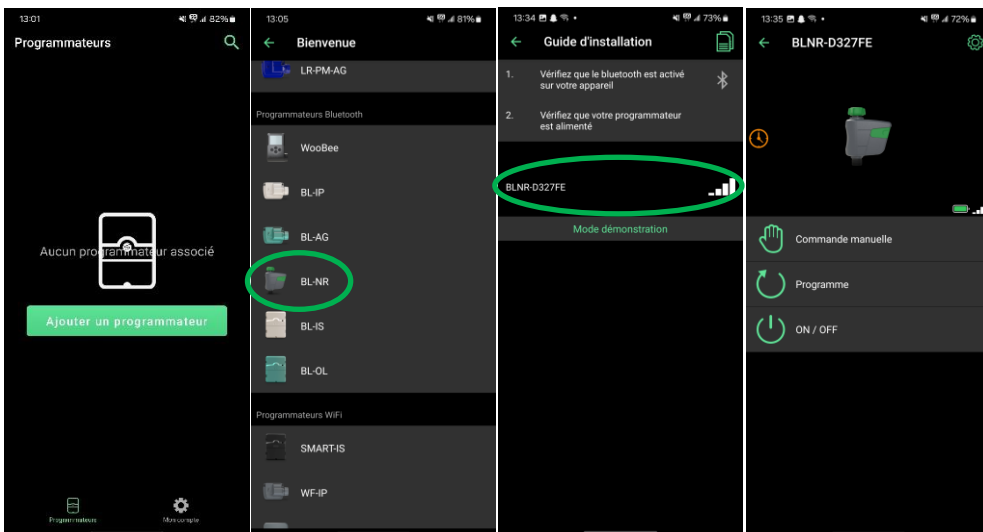 13:01
82%
Programmateurs
Aucun programmateur associé
Ajouter un programmateur
Programmateurs
Mon compte
13:05
81%
Bienvenue
LR-PM-AG
Programmateurs Bluetooth
WooBee
BL-IP
BL-AG
BL-NR
BL-IS
BL-OL
Programmateurs WiFi
SMART-IS
WF-IP
13:34
73%
Guide d'installation
1. Vérifiez que le bluetooth est activé
sur votre appareil
2. Vérifiez que votre programmateur
est alimenté
BLNR-D327FE
Mode démonstration
13:35
72%
BLNR-D327FE
Commande manuelle
Programme
ON / OFF